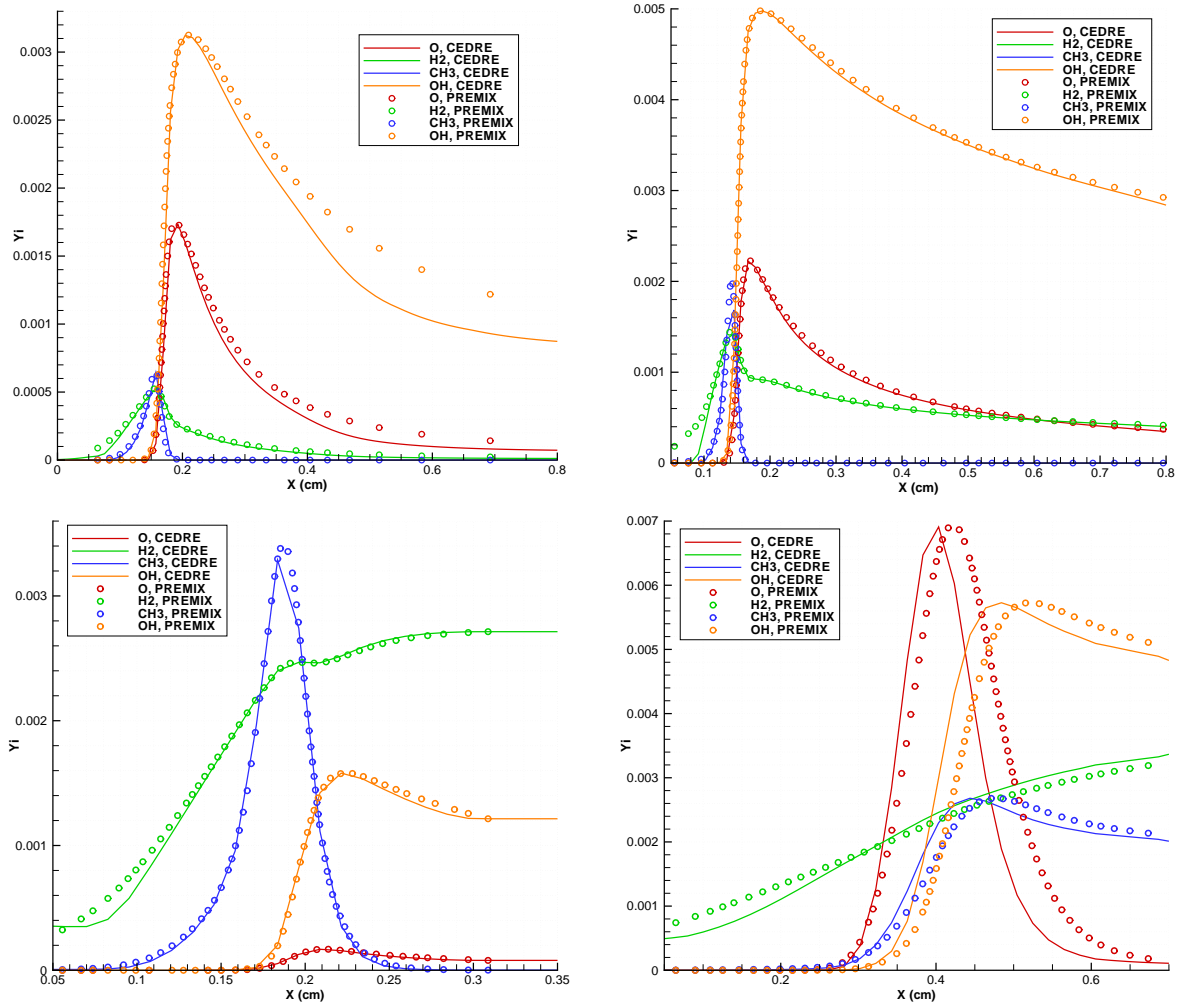 O, CEDRE
H2, CEDRE
CH3, CEDRE
OH, CEDRE
O, PREMIX
H2, PREMIX
CH3, PREMIX
OH, PREMIX
0.003
0.0025
0.002
0.0015
0.001
0.0005
0
Yi
0 0.2 0.4 0.6 0.8
X (cm)
O, CEDRE
H2, CEDRE
CH3, CEDRE
OH, CEDRE
O, PREMIX
H2, PREMIX
CH3, PREMIX
OH, PREMIX
0.005
0.004
0.003
0.002
0.001
0
Yi
0.1 0.2 0.3 0.4 0.5 0.6 0.7 0.8
X (cm)
O, CEDRE
H2, CEDRE
CH3, CEDRE
OH, CEDRE
O, PREMIX
H2, PREMIX
CH3, PREMIX
OH, PREMIX
0.003
0.002
0.001
0
Yi
0.05 0.1 0.15 0.2 0.25 0.3 0.35
X (cm)
O, CEDRE
H2, CEDRE
CH3, CEDRE
OH, CEDRE
O, PREMIX
H2, PREMIX
CH3, PREMIX
OH, PREMIX
0.007
0.006
0.005
0.004
0.003
0.002
0.001
0
Yi
0.2 0.4 0.6
X (cm)